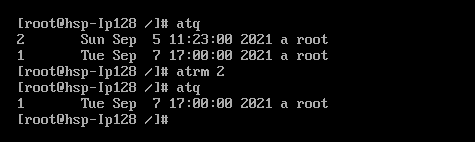 [root@hsp-Ip128 /]# atq
2       Sun Sep  5 11:23:00 2021 a root
1       Tue Sep  7 17:00:00 2021 a root
[root@hsp-Ip128 /]# atrm 2
[root@hsp-Ip128 /]# atq
1       Tue Sep  7 17:00:00 2021 a root
[root@hsp-Ip128 /]#